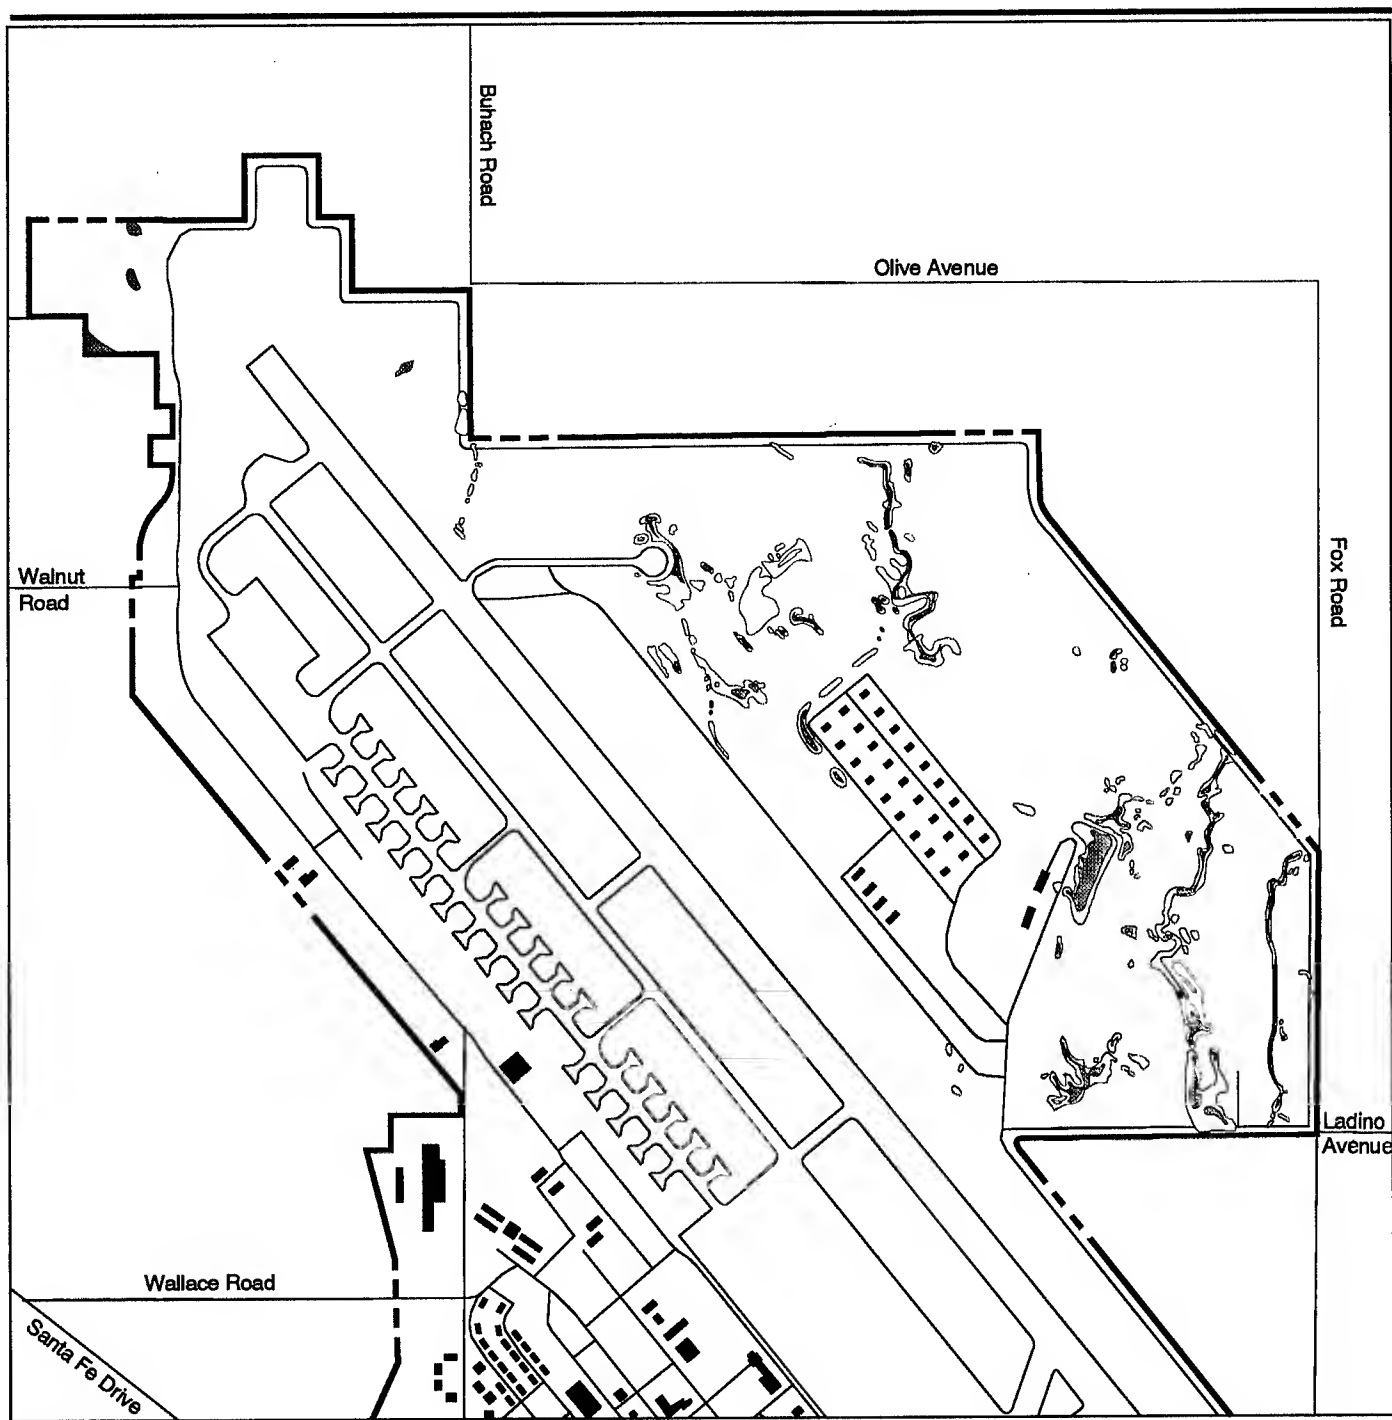 Buhach Road
Olive Avenue
Walnut
Road
Fox Road
Ladino
Avenue
Wallace Road
Santa Fe Drive